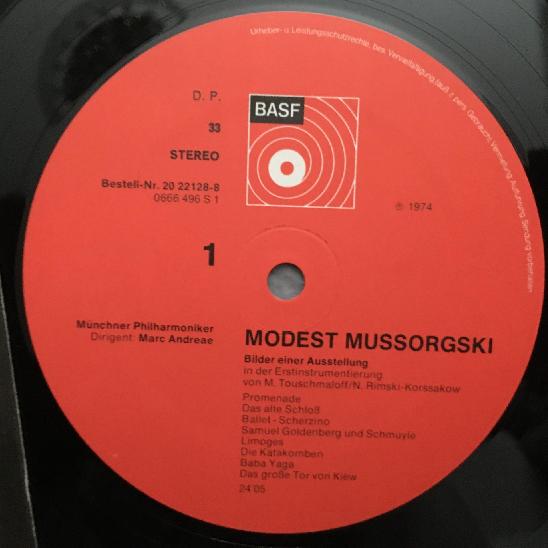 Urheber- u. Leistungsschutzrechte, bes. Vervielfältigung (auß. z. pers. Gebrauch), Vermietung, Aufführung, Sendung vorbehalten
D. P.
BASF
33
STEREO
Bestell-Nr. 20 22128-8
0666 496 S 1
℗ 1974
1
Münchner Philharmoniker
Dirigent: Marc Andreae
MODEST MUSSORGSKI
Bilder einer Ausstellung
in der Erstinstrumentierung
von M. Touschmaloff/N. Rimski-Korssakow
Promenade
Das alte Schloß
Ballet - Scherzino
Samuel Goldenberg und Schmuyle
Limoges
Die Katakomben
Baba Yaga
Das große Tor von Kiew
24'05